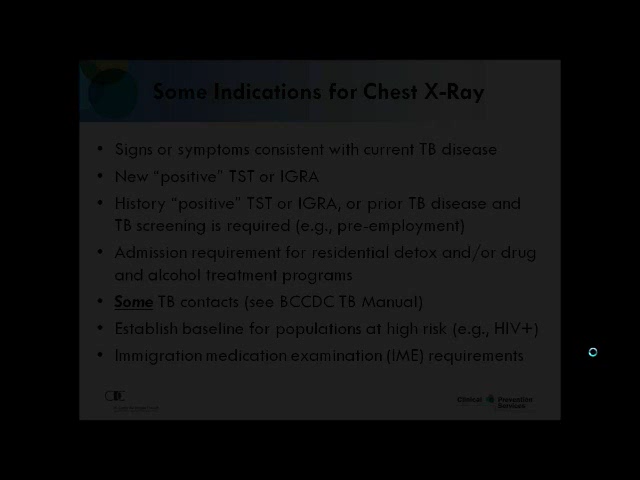 Some Indications for Chest X-Ray
• Signs or symptoms consistent with current TB disease
• New “positive” TST or IGRA
• History “positive” TST or IGRA, or prior TB disease and
TB screening is required (e.g., pre-employment)
• Admission requirement for residential detox and/or drug
and alcohol treatment programs
• Some TB contacts (see BCCDC TB Manual)
• Establish baseline for populations at high risk (e.g., HIV+)
• Immigration medication examination (IME) requirements
Clinical Prevention
Services